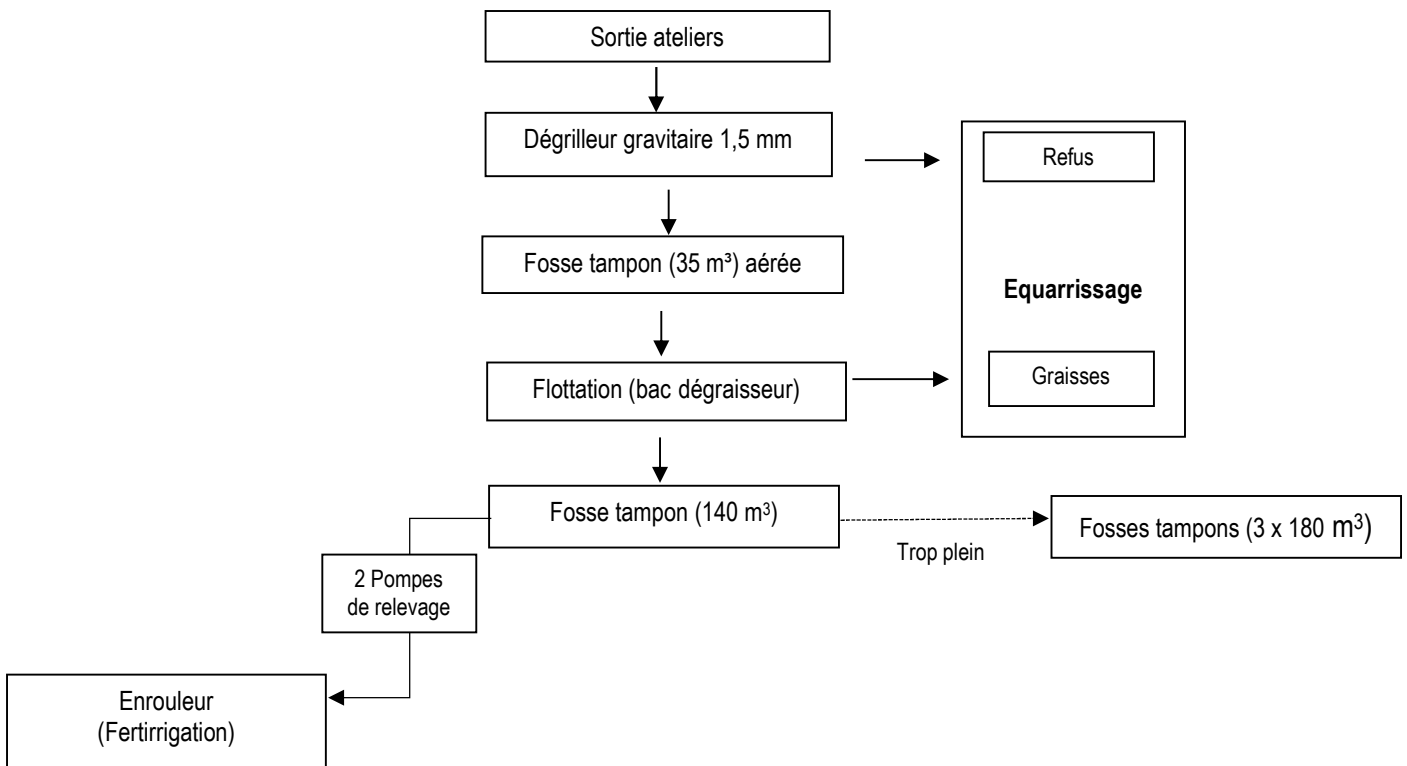 Sortie ateliers
Dégrilleur gravitaire 1,5 mm
Refus
Fosse tampon (35 m³) aérée
Equarrissage
Flottation (bac dégraisseur)
Graisses
Fosse tampon (140 m³)
Trop plein
Fosses tampons (3 x 180 m³)
2 Pompes
de relevage
Enrouleur
(Fertirrigation)